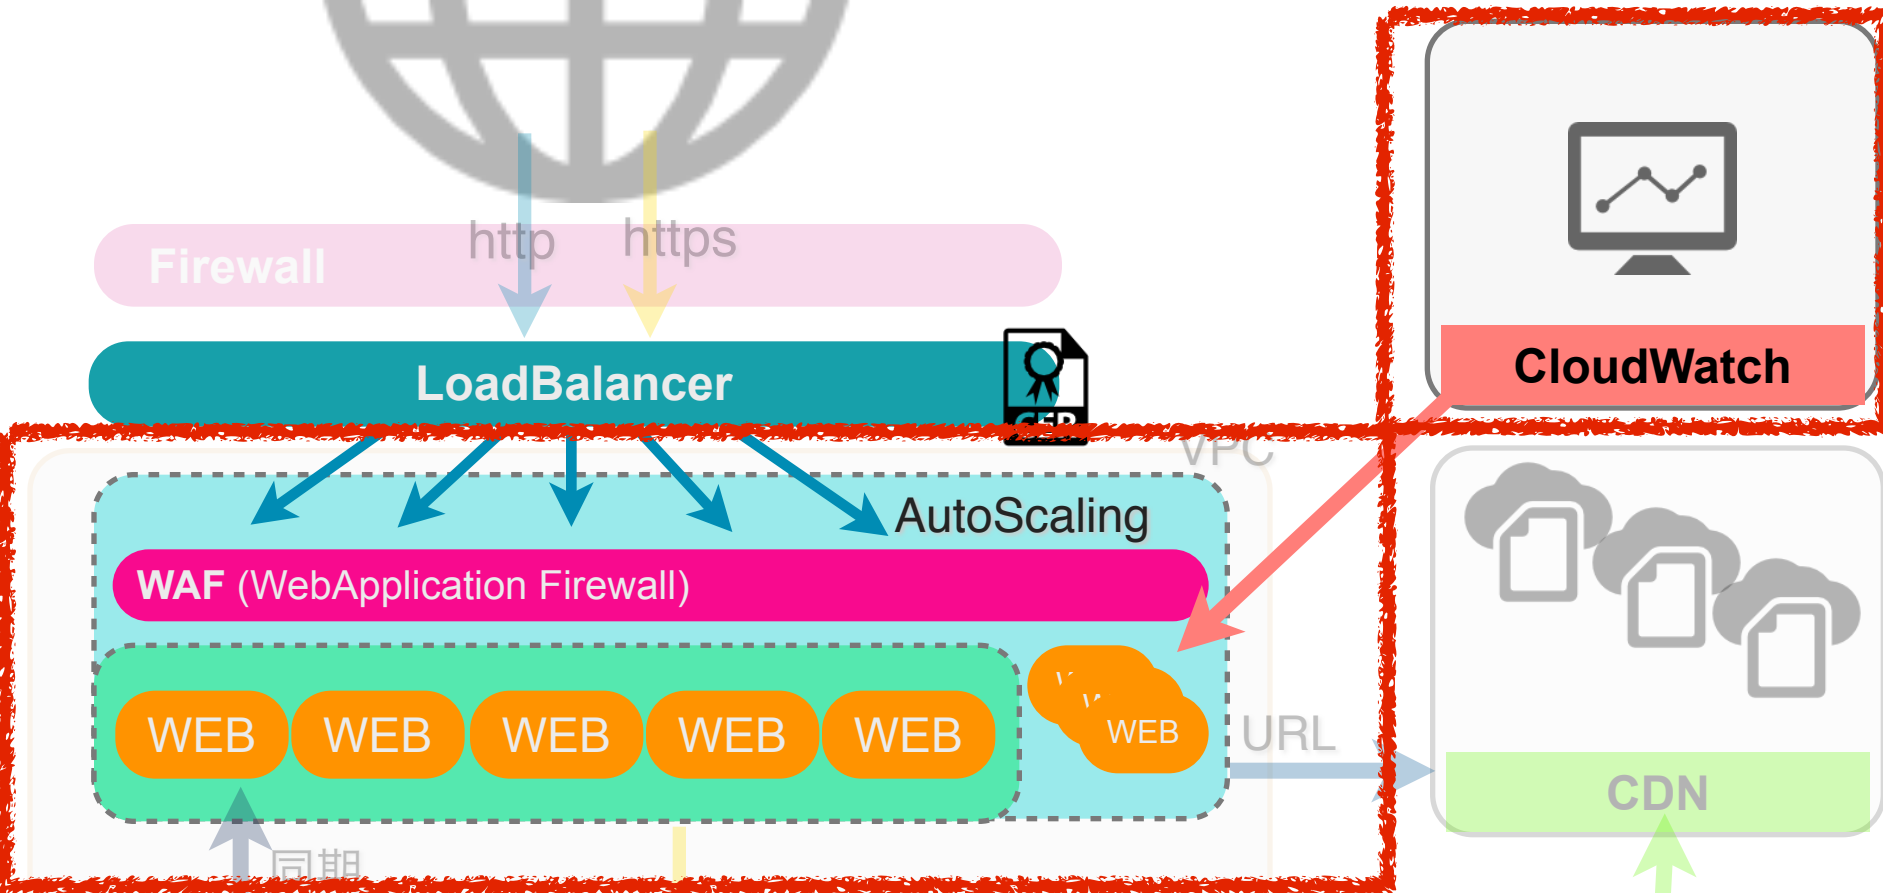 http
https
Firewall
LoadBalancer
CloudWatch
VPC
AutoScaling
WAF (WebApplication Firewall)
WEB
WEB
WEB
WEB
WEB
WEB
URL
CDN
同期